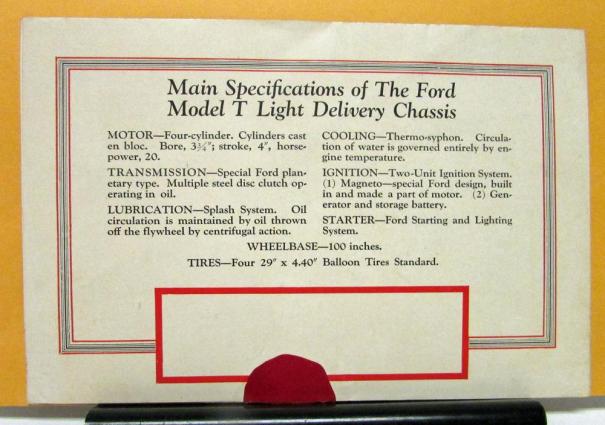 Main Specifications of The Ford
Model T Light Delivery Chassis
MOTOR—Four-cylinder. Cylinders cast
en bloc. Bore, 3¾"; stroke, 4", horse-
power, 20.
TRANSMISSION—Special Ford plan-
etary type. Multiple steel disc clutch op-
erating in oil.
LUBRICATION—Splash System. Oil
circulation is maintained by oil thrown
off the flywheel by centrifugal action.
COOLING—Thermo-syphon. Circula-
tion of water is governed entirely by en-
gine temperature.
IGNITION—Two-Unit Ignition System.
(1) Magneto—special Ford design, built
in and made a part of motor. (2) Gen-
erator and storage battery.
STARTER—Ford Starting and Lighting
System.
WHEELBASE—100 inches.
TIRES—Four 29" x 4.40" Balloon Tires Standard.